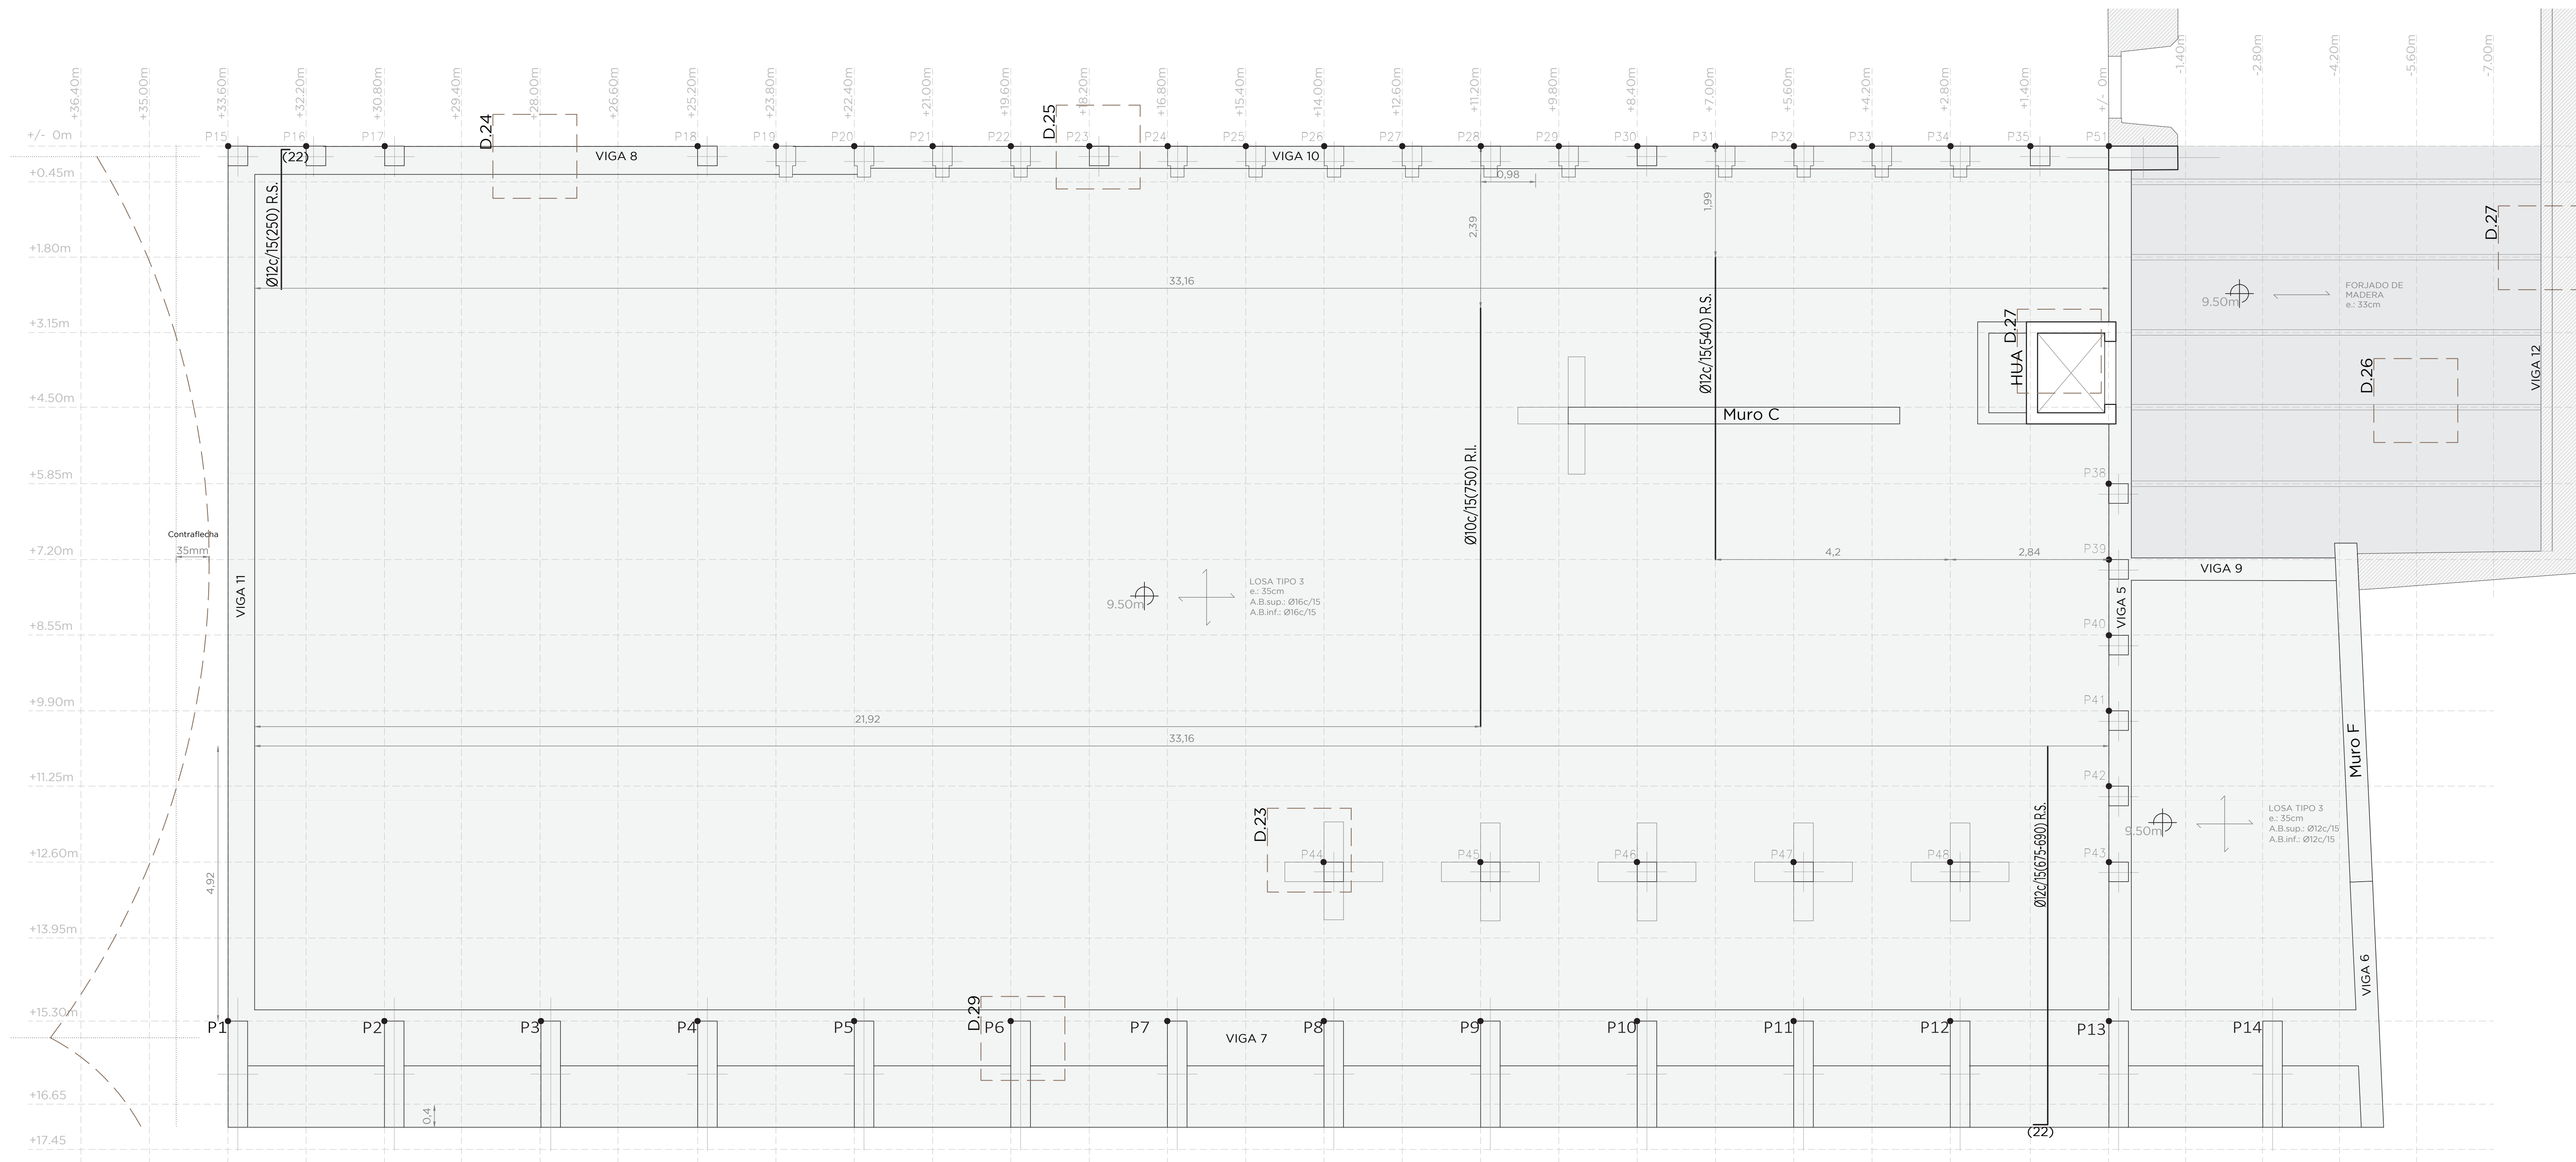 +36.40m
+35.00m
+33.60m
+32.20m
+30.80m
+29.40m
+28.00m
+26.60m
+25.20m
+23.80m
+22.40m
+21.00m
+19.60m
+18.20m
+16.80m
+15.40m
+14.00m
+12.60m
+11.20m
+9.80m
+8.40m
+7.00m
+5.60m
+4.20m
+2.80m
+1.40m
+/- 0m
-1.40m
-2.80m
-4.20m
-5.60m
-7.00m
+/- 0m
P15
P16
P17
P18
P19
P20
P21
P22
P23
P24
P25
P26
P27
P28
P29
P30
P31
P32
P33
P34
P35
P51
D.24
D.25
(22)
VIGA 8
VIGA 10
+0.45m
0,98
Ø12c/15(250) R.S.
2,39
1,99
D.27
+1.80m
33,16
9.50m
FORJADO DE
MADERA
e.: 33cm
+3.15m
Ø12c/15(540) R.S.
D.27
HUA
VIGA 12
D.26
+4.50m
Muro C
+5.85m
P38
Ø10c/15(750) R.I.
Contraflecha
35mm
+7.20m
4,2
2,84
P39
VIGA 9
VIGA 11
9.50m
LOSA TIPO 3
e.: 35cm
A.B.sup.: Ø16c/15
A.B.inf.: Ø16c/15
VIGA 5
+8.55m
P40
+9.90m
P41
21,92
33,16
Muro F
+11.25m
P42
D.23
Ø12c/15(675-690) R.S.
9.50m
LOSA TIPO 3
e.: 35cm
A.B.sup.: Ø12c/15
A.B.inf.: Ø12c/15
+12.60m
P44
P45
P46
P47
P48
P43
4,92
+13.95m
VIGA 6
D.29
+15.30m
P1
P2
P3
P4
P5
P6
P7
P8
P9
P10
P11
P12
P13
P14
VIGA 7
+16.65
0,4
(22)
+17.45